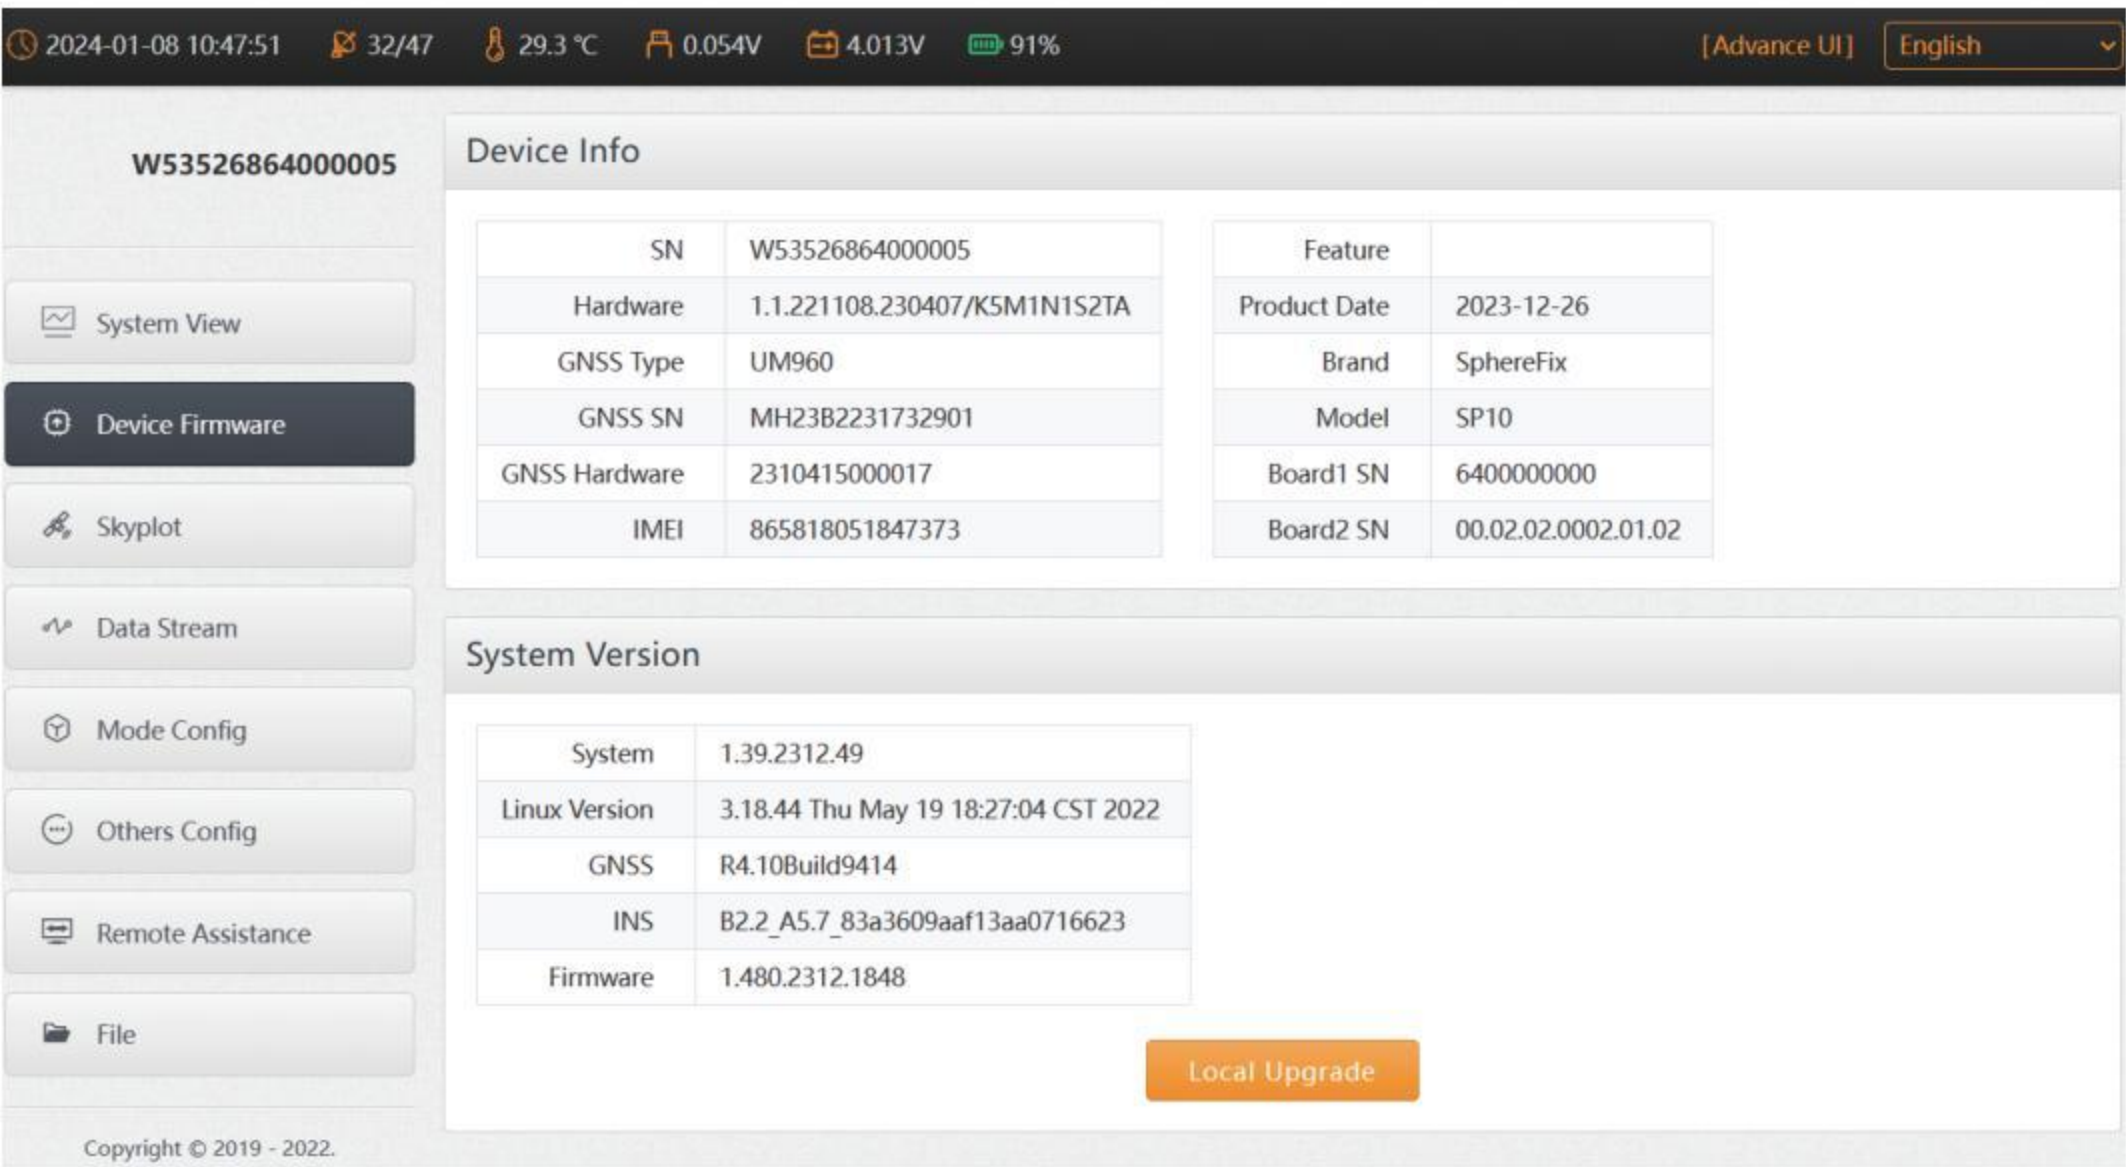 2024-01-08 10:47:51 32/47 29.3 ℃ 0.054V 4.013V 91% [Advance UI] English
W53526864000005
System View
Device Firmware
Skyplot
Data Stream
Mode Config
Others Config
Remote Assistance
File
Copyright © 2019 - 2022.
Device Info
SN W53526864000005
Hardware 1.1.221108.230407/K5M1N1S2TA
GNSS Type UM960
GNSS SN MH23B2231732901
GNSS Hardware 2310415000017
IMEI 865818051847373
Feature
Product Date 2023-12-26
Brand SphereFix
Model SP10
Board1 SN 6400000000
Board2 SN 00.02.02.0002.01.02
System Version
System 1.39.2312.49
Linux Version 3.18.44 Thu May 19 18:27:04 CST 2022
GNSS R4.10Build9414
INS B2.2_A5.7_83a3609aaf13aa0716623
Firmware 1.480.2312.1848
Local Upgrade